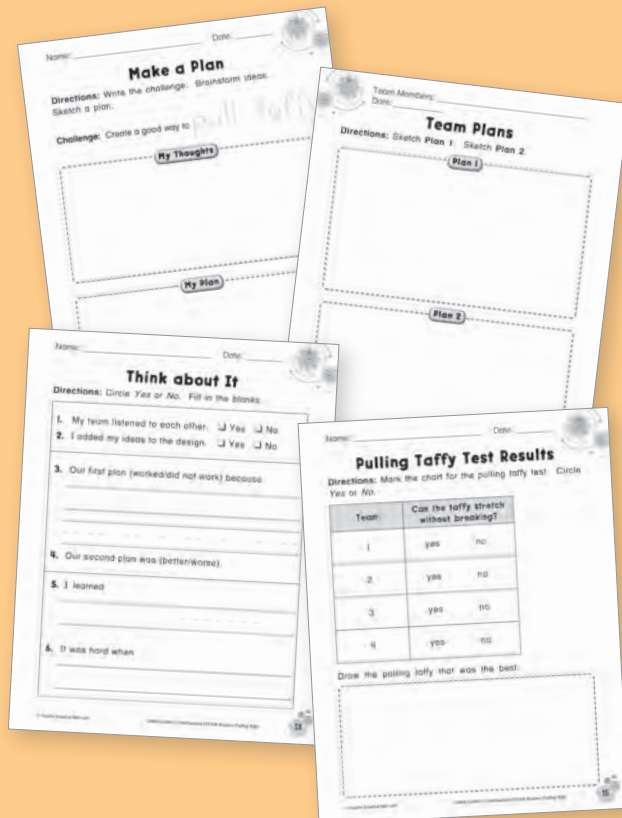 Name: Date:
Make a Plan
Directions: Write the challenge. Brainstorm ideas.
Sketch a plan.
Challenge: Create a good way to pull taffy
My Thoughts
My Plan
Team Members:
Date:
Team Plans
Directions: Sketch Plan 1. Sketch Plan 2.
Plan 1
Plan 2
Name: Date:
Think about It
Directions: Circle Yes or No. Fill in the blanks.
1. My team listened to each other. ❑ Yes ❑ No
2. I added my ideas to the design. ❑ Yes ❑ No
3. Our first plan (worked/did not work) because
4. Our second plan was (better/worse).
5. I learned
6. It was hard when
Name: Date:
Pulling Taffy Test Results
Directions: Mark the chart for the pulling taffy test. Circle
Yes or No.
Team Can the taffy stretch
without breaking?
1 yes no
2 yes no
3 yes no
4 yes no
Draw the pulling taffy that was the best.